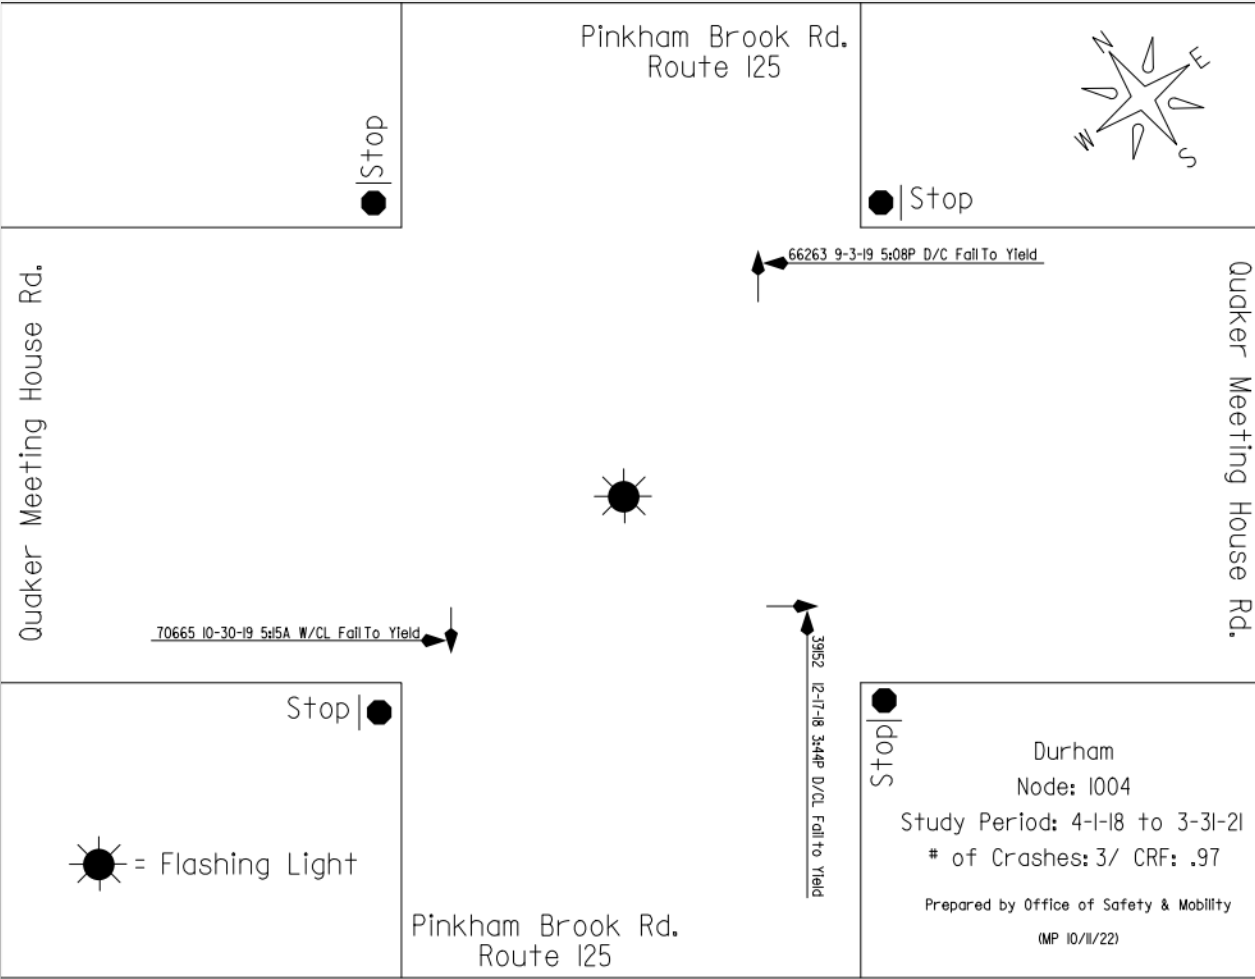 Pinkham Brook Rd.
Route 125
N
E
W
S
Stop
Stop
66263 9-3-19 5:08P D/C Fail To Yield
Quaker Meeting House Rd.
Quaker Meeting House Rd.
70665 10-30-19 5:15A W/CL Fail To Yield
39152 12-17-18 3:44P D/CL Fail to Yield
Stop
Stop
= Flashing Light
Pinkham Brook Rd.
Route 125
Durham
Node: 1004
Study Period: 4-1-18 to 3-31-21
# of Crashes: 3/ CRF: .97
Prepared by Office of Safety & Mobility
(MP 10/11/22)